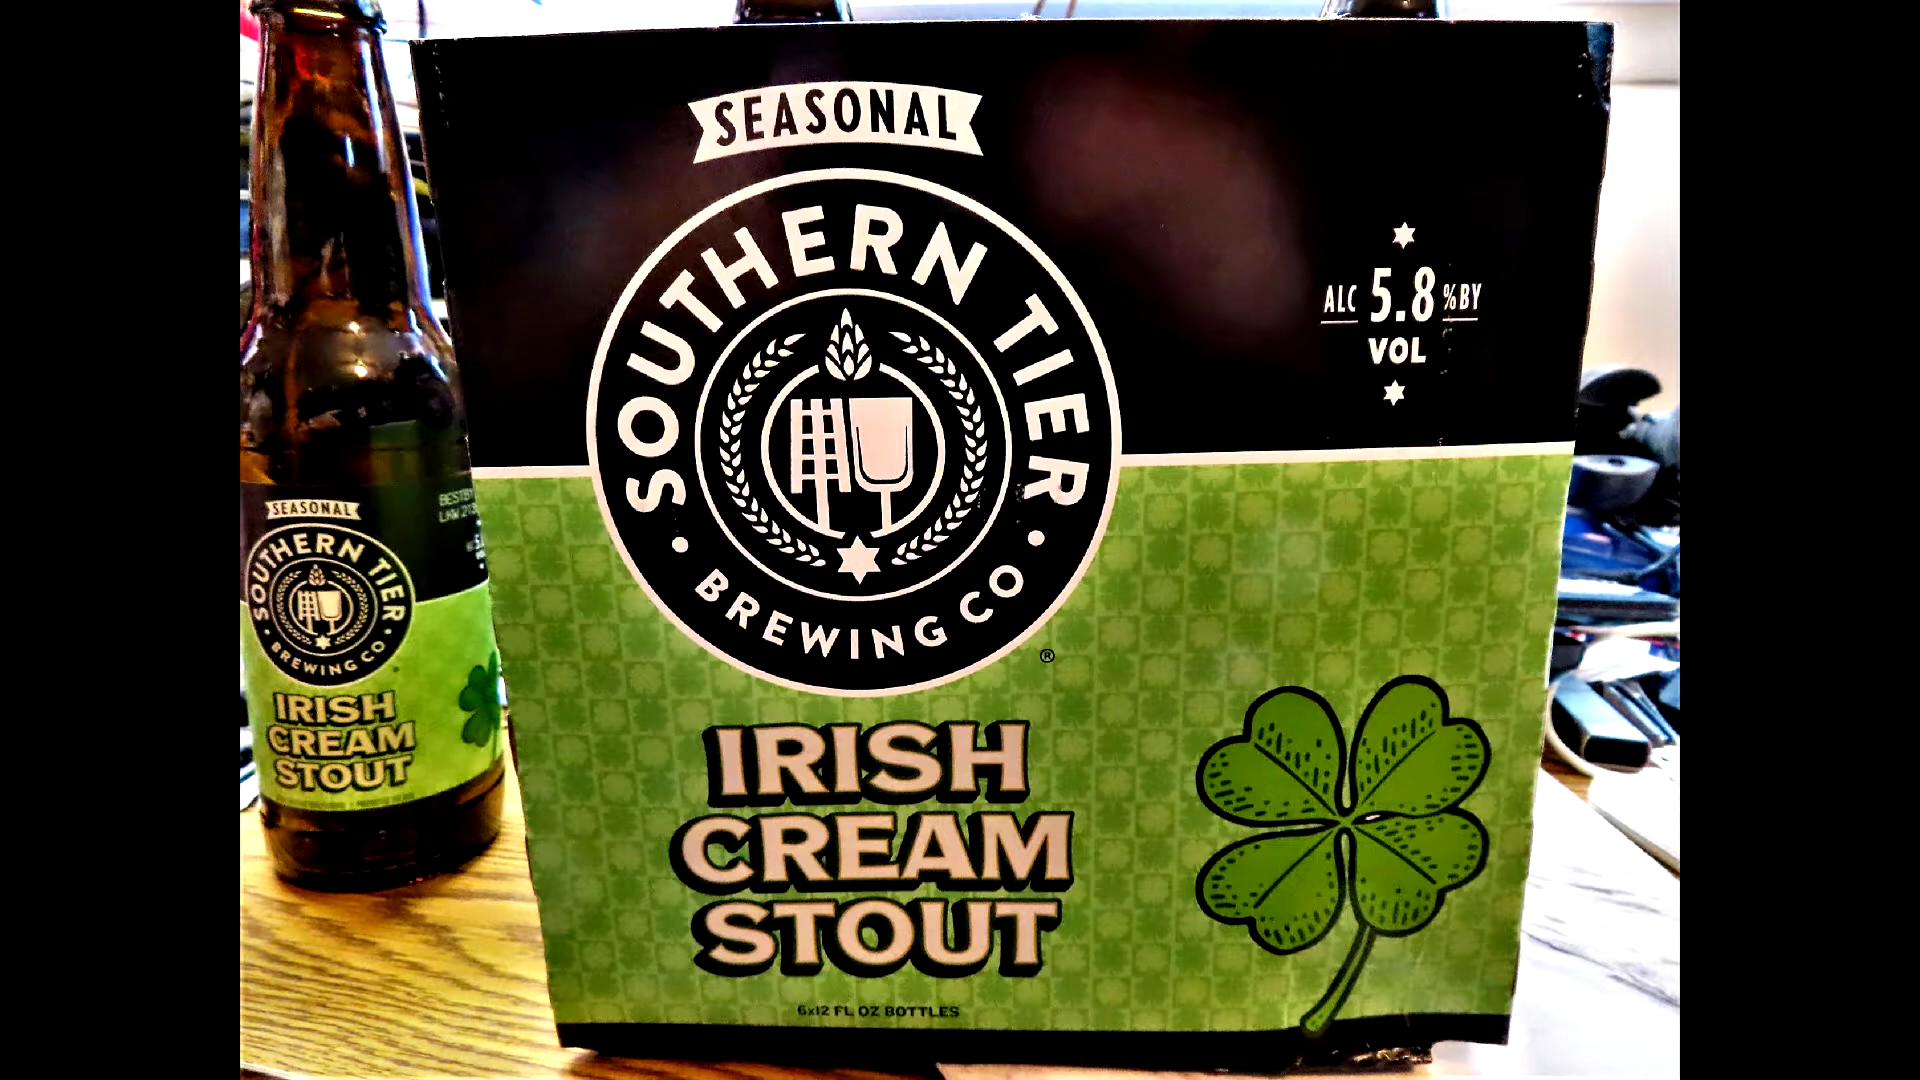 SEASONAL
SOUTHERN TIER
BREWING CO
®
ALC 5.8 % BY
VOL
IRISH
CREAM
STOUT
6x12 FL OZ BOTTLES
SEASONAL
SOUTHERN TIER
BREWING CO
IRISH
CREAM
STOUT